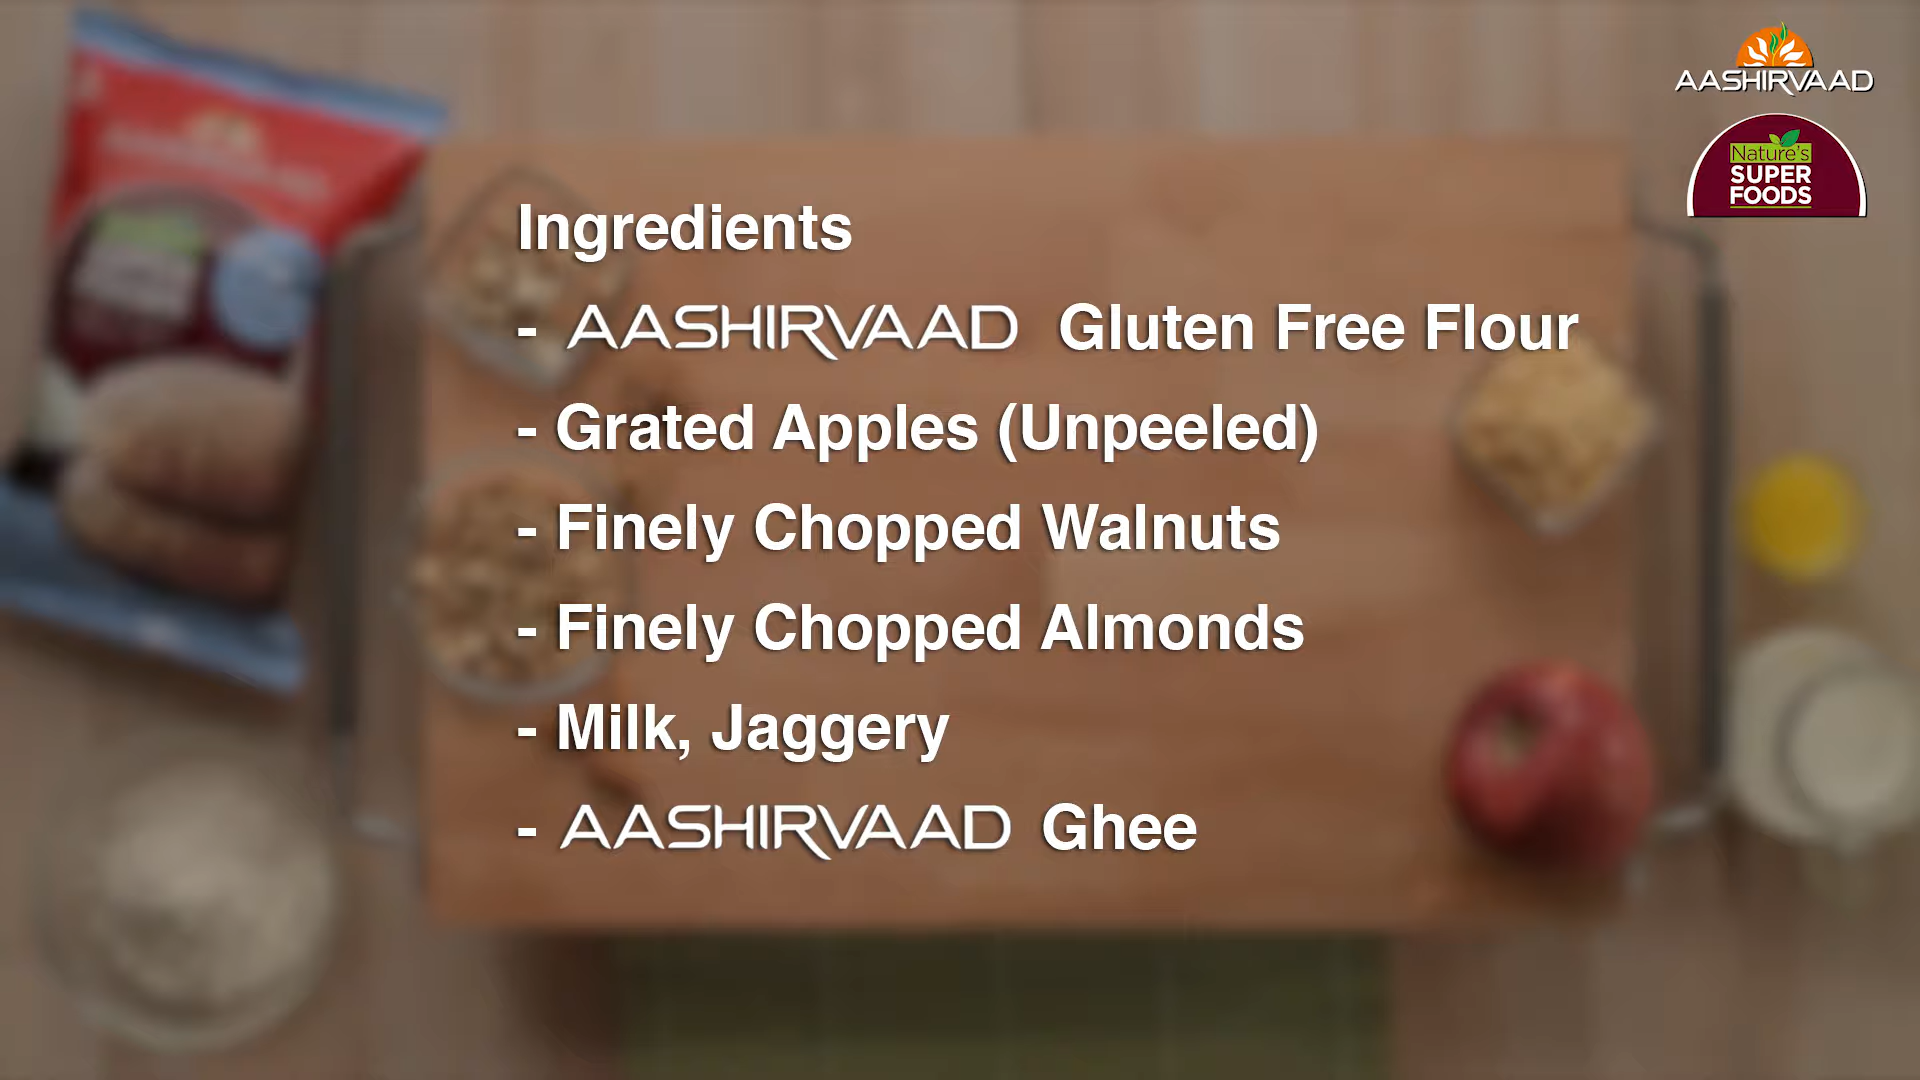 AASHIRVAAD
Nature's
SUPER
FOODS
Ingredients
- AASHIRVAAD Gluten Free Flour
- Grated Apples (Unpeeled)
- Finely Chopped Walnuts
- Finely Chopped Almonds
- Milk, Jaggery
- AASHIRVAAD Ghee